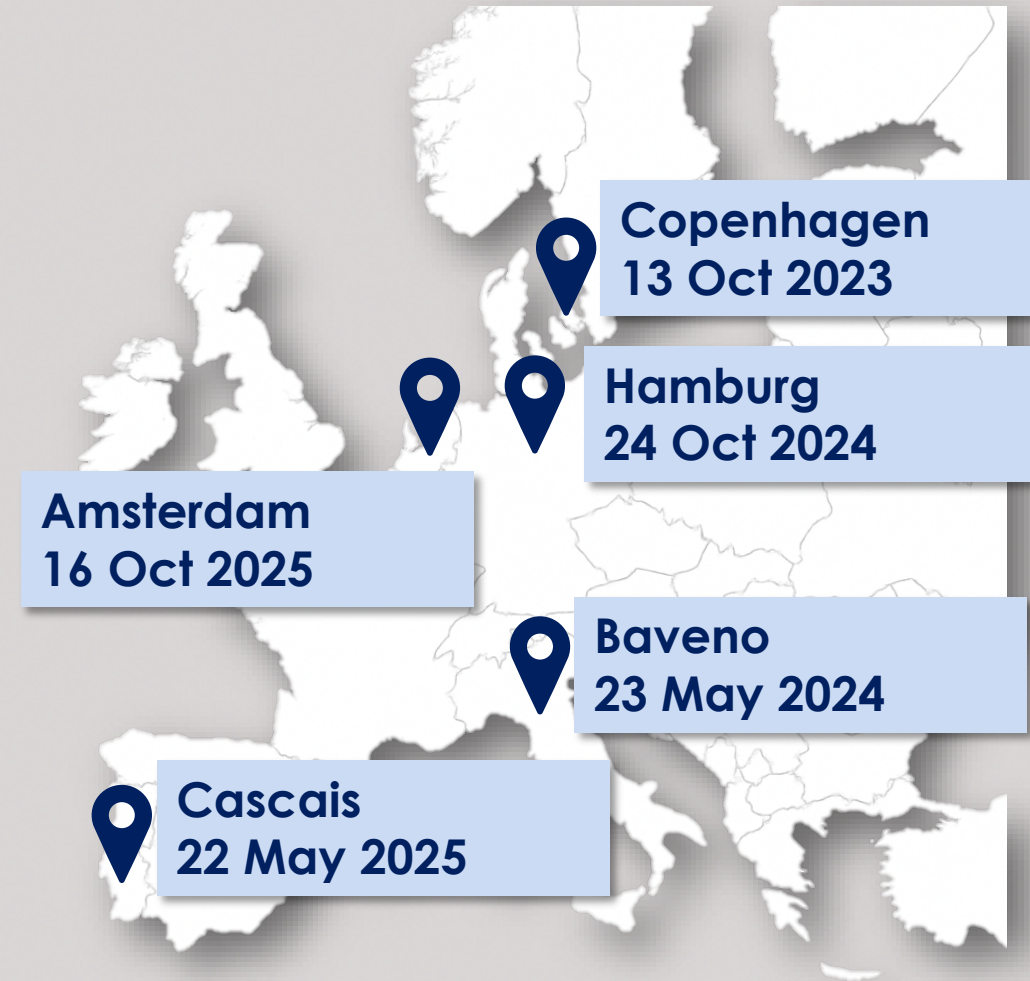 Copenhagen
13 Oct 2023
Hamburg
24 Oct 2024
Amsterdam
16 Oct 2025
Baveno
23 May 2024
Cascais
22 May 2025